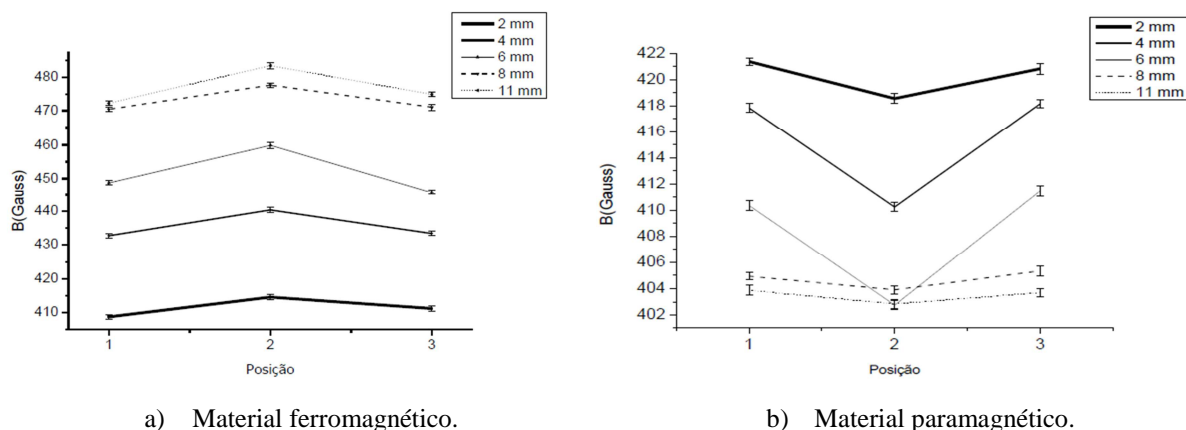 2 mm
4 mm
6 mm
8 mm
11 mm
480
470
460
450
440
430
420
410
B(Gauss)
1
2
3
Posição
a) Material ferromagnético.
2 mm
4 mm
6 mm
8 mm
11 mm
422
420
418
416
414
412
410
408
406
404
402
B(Gauss)
1
2
3
Posição
b) Material paramagnético.